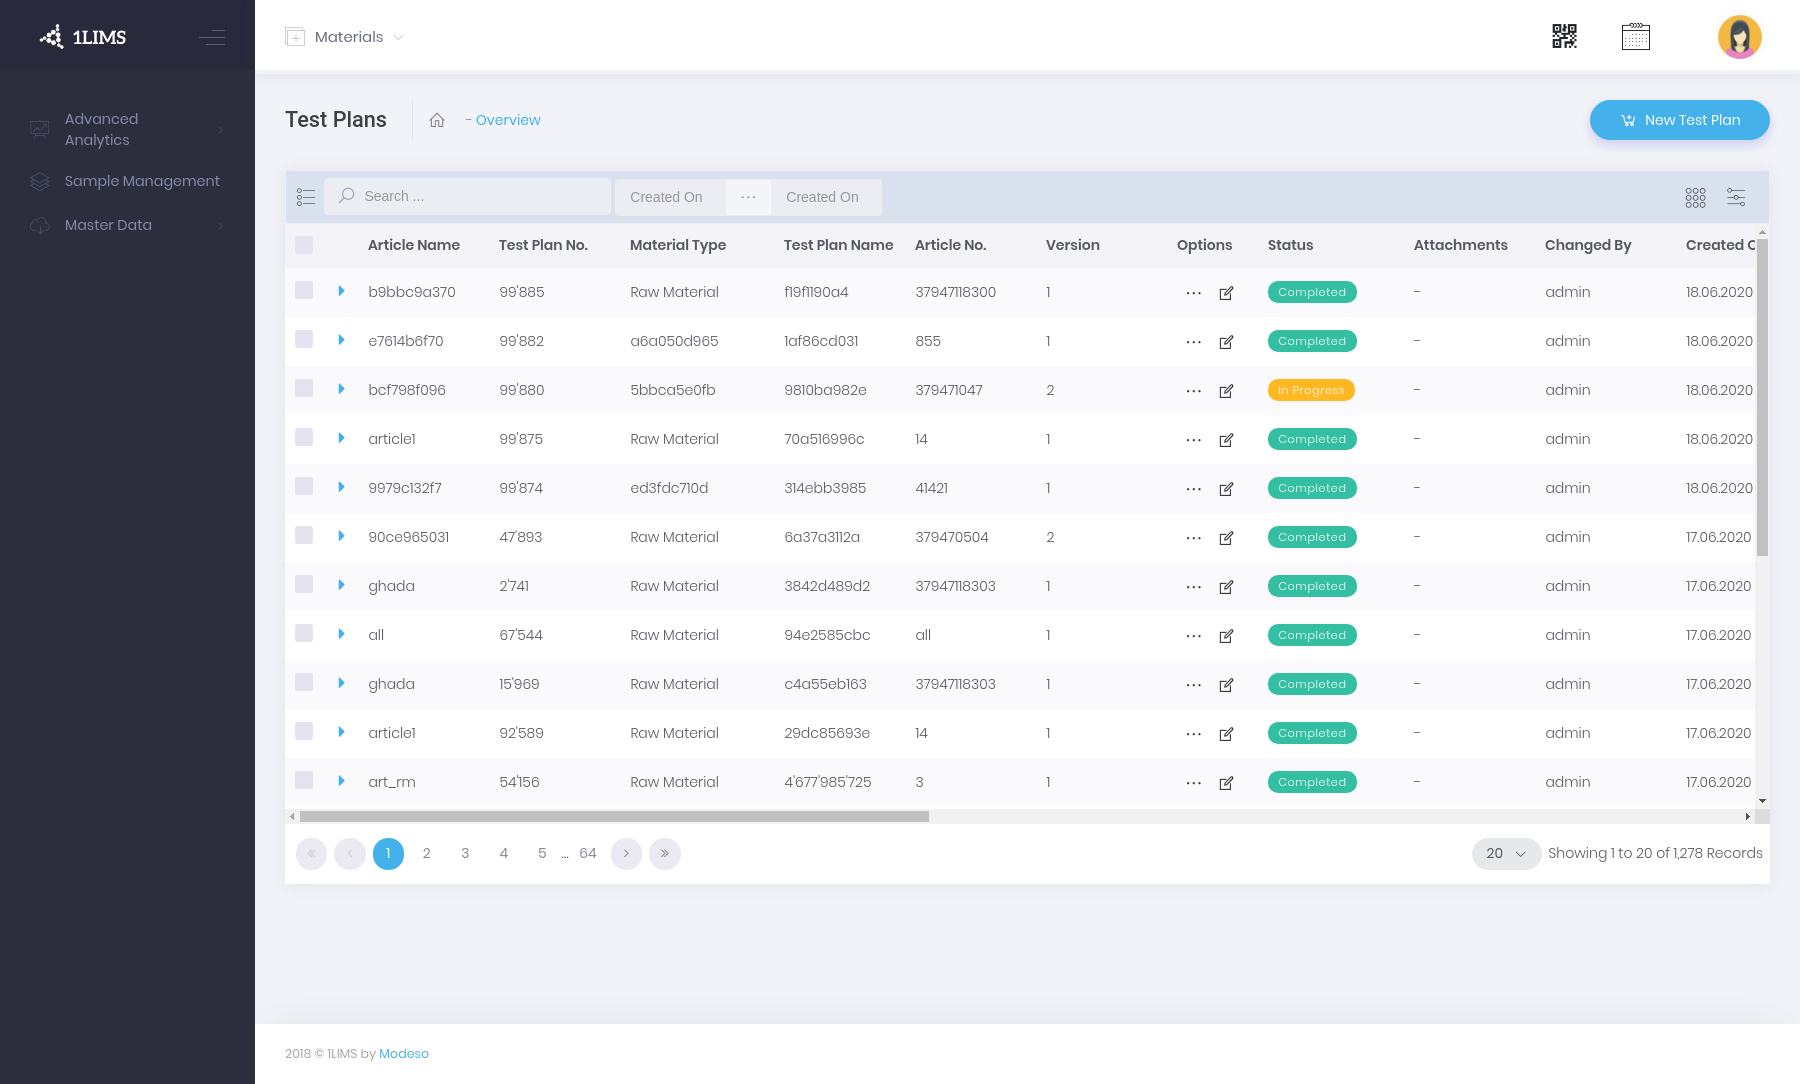 1LIMS
Materials
Advanced
Analytics
Sample Management
Master Data
Test Plans
- Overview
New Test Plan
Search ...
Created On
...
Created On
Article Name Test Plan No. Material Type Test Plan Name Article No. Version Options Status Attachments Changed By Created O
b9bbc9a370 99'885 Raw Material f19f1190a4 37947118300 1 ... Completed - admin 18.06.2020
e7614b6f70 99'882 a6a050d965 1af86cd031 855 1 ... Completed - admin 18.06.2020
bcf798f096 99'880 5bbca5e0fb 9810ba982e 379471047 2 ... In Progress - admin 18.06.2020
article1 99'875 Raw Material 70a516996c 14 1 ... Completed - admin 18.06.2020
9979c132f7 99'874 ed3fdc710d 314ebb3985 41421 1 ... Completed - admin 18.06.2020
90ce965031 47'893 Raw Material 6a37a3112a 379470504 2 ... Completed - admin 17.06.2020
ghada 2'741 Raw Material 3842d489d2 37947118303 1 ... Completed - admin 17.06.2020
all 67'544 Raw Material 94e2585cbc all 1 ... Completed - admin 17.06.2020
ghada 15'969 Raw Material c4a55eb163 37947118303 1 ... Completed - admin 17.06.2020
article1 92'589 Raw Material 29dc85693e 14 1 ... Completed - admin 17.06.2020
art_rm 54'156 Raw Material 4'677'985'725 3 1 ... Completed - admin 17.06.2020
« ‹ 1 2 3 4 5 ... 64 › »
20 Showing 1 to 20 of 1,278 Records
2018 © 1LIMS by Modeso